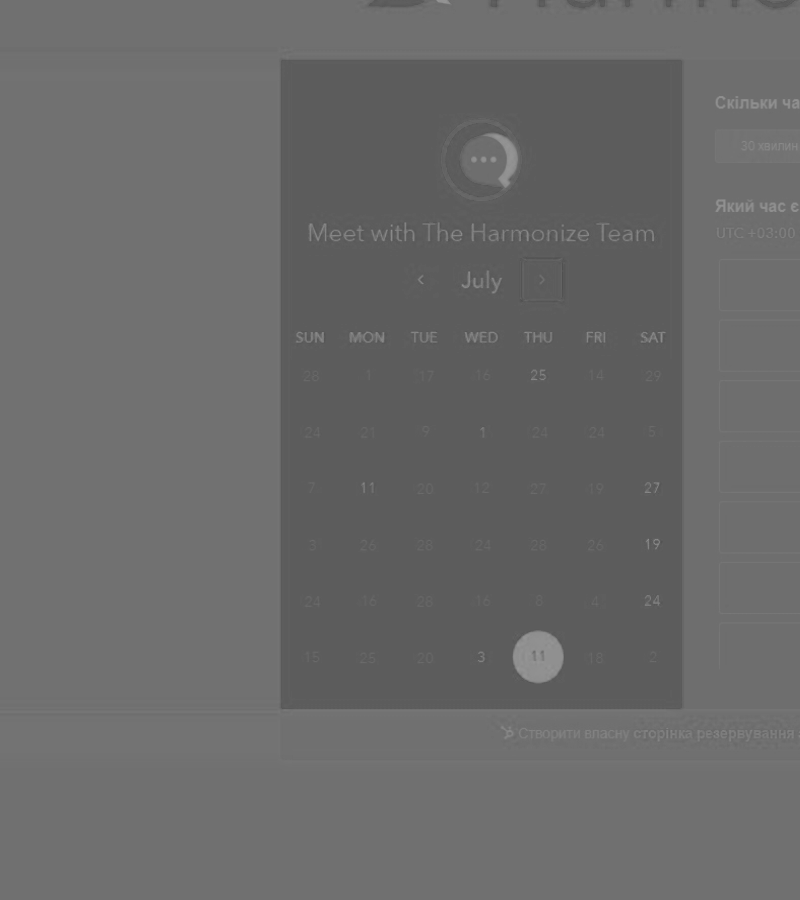 Meet with The Harmonize Team
‹ July ›
SUN MON TUE WED THU FRI SAT
28 1 17 16 25 14 29
24 21 9 1 24 24 5
7 11 20 12 27 19 27
3 26 28 24 28 26 19
24 16 28 16 8 4 24
15 25 20 3 11 18 2
Скільки ча
30 хвилин
Який час є
UTC +03:00
Створити власну сторінка резервування